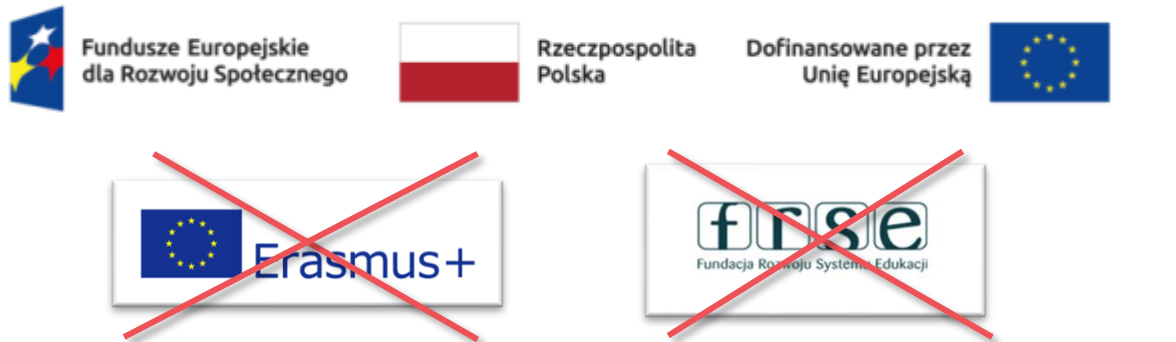 Fundusze Europejskie
dla Rozwoju Społecznego
Rzeczpospolita
Polska
Dofinansowane przez
Unię Europejską
Erasmus+
frse
Fundacja Rozwoju Systemu Edukacji